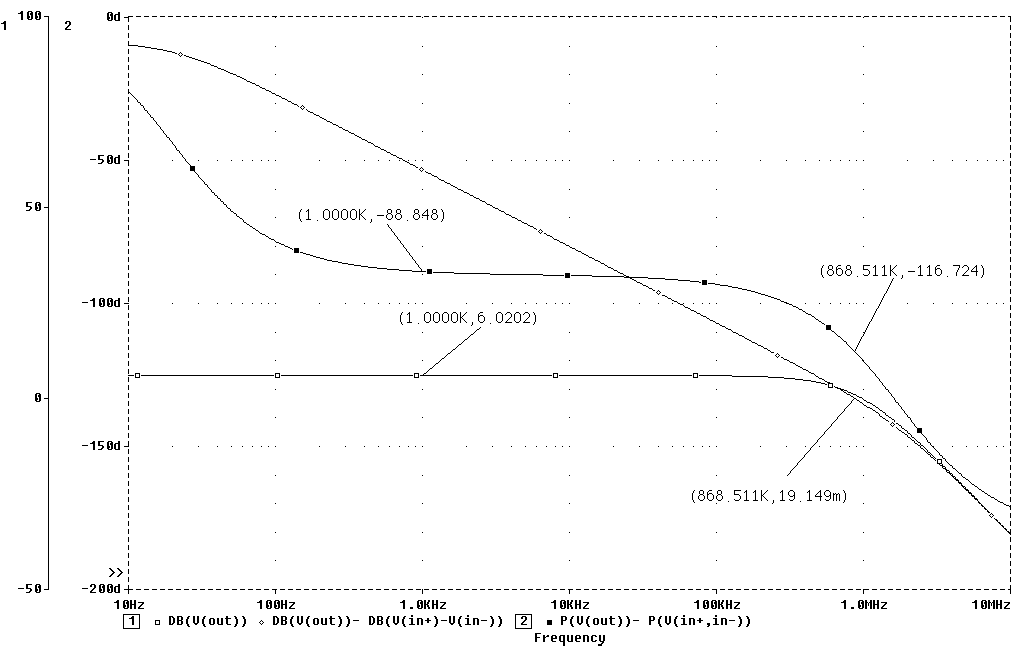 100
1
2
0d
-50d
50
(1.0000K,-88.848)
(868.511K,-116.724)
-100d
(1.0000K,6.0202)
0
-150d
(868.511K,19.149m)
>>
-50
-200d
10Hz 100Hz 1.0KHz 10KHz 100KHz 1.0MHz 10MHz
1 DB(V(out)) DB(V(out))- DB(V(in+)-V(in-)) 2 P(V(out))- P(V(in+,in-))
Frequency